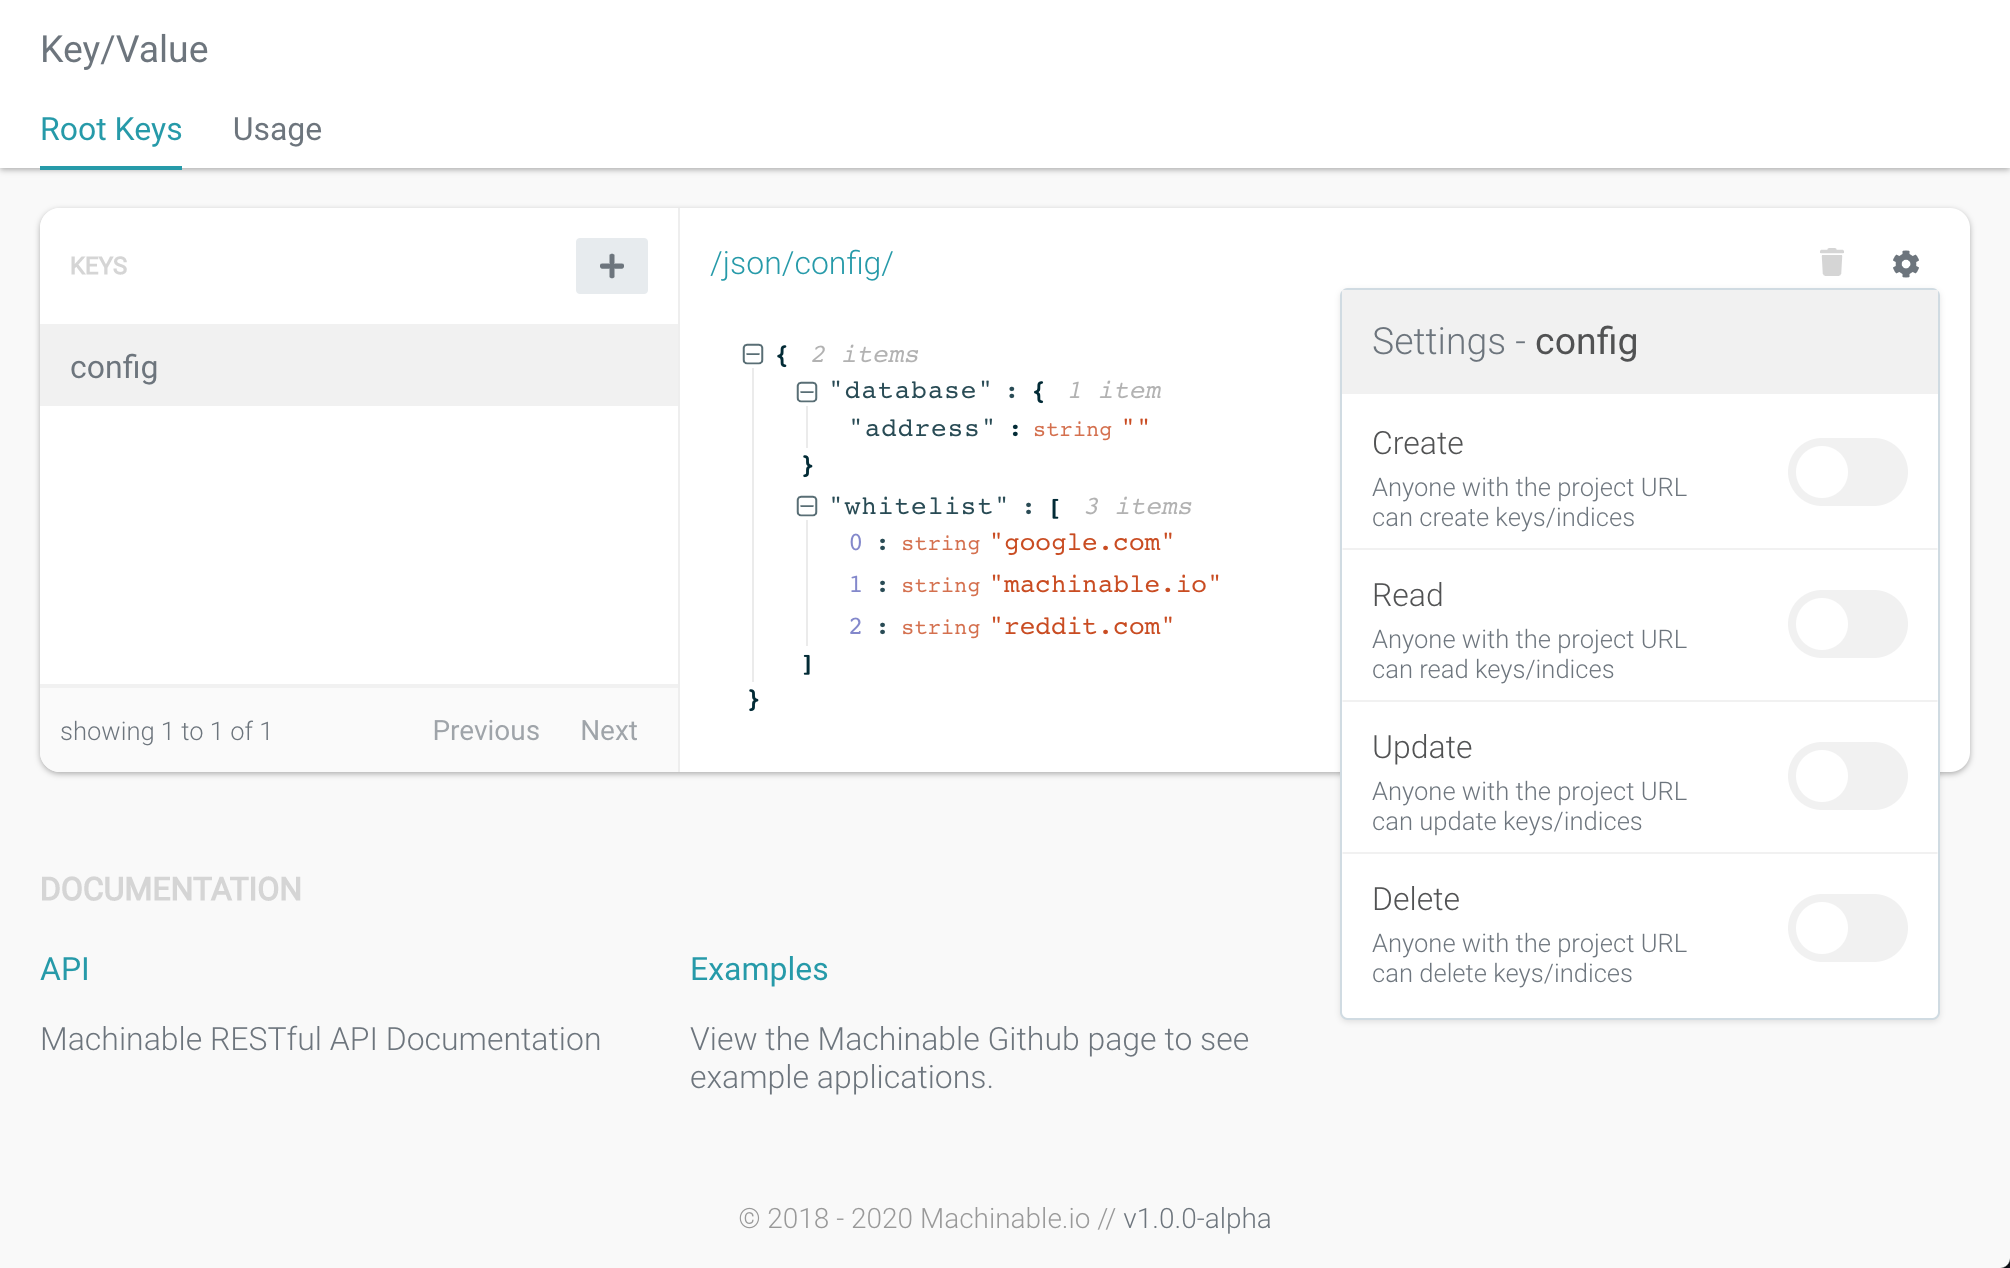 Key/Value
Root Keys
Usage
KEYS
+
config
showing 1 to 1 of 1
Previous
Next
/json/config/
{ 2 items
"database" : { 1 item
"address" : string ""
}
"whitelist" : [ 3 items
0 : string "google.com"
1 : string "machinable.io"
2 : string "reddit.com"
]
}
Settings - config
Create
Anyone with the project URL
can create keys/indices
Read
Anyone with the project URL
can read keys/indices
Update
Anyone with the project URL
can update keys/indices
Delete
Anyone with the project URL
can delete keys/indices
DOCUMENTATION
API
Machinable RESTful API Documentation
Examples
View the Machinable Github page to see
example applications.
© 2018 - 2020 Machinable.io // v1.0.0-alpha